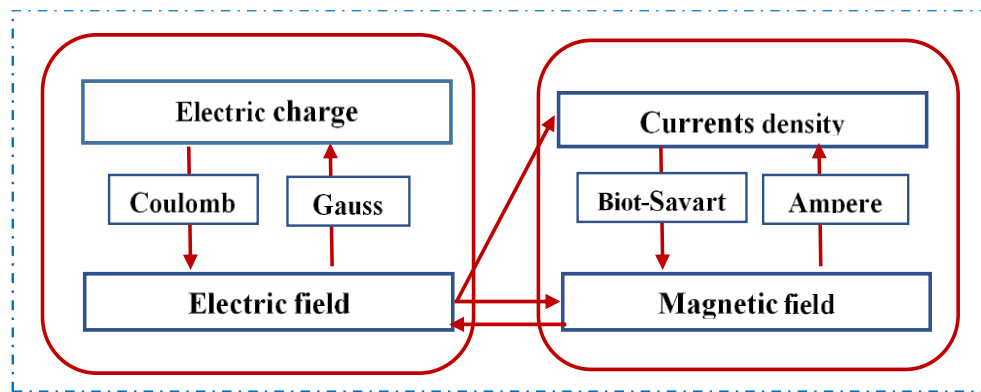 Electric charge
Currents density
Coulomb
Gauss
Biot-Savart
Ampere
Electric field
Magnetic field